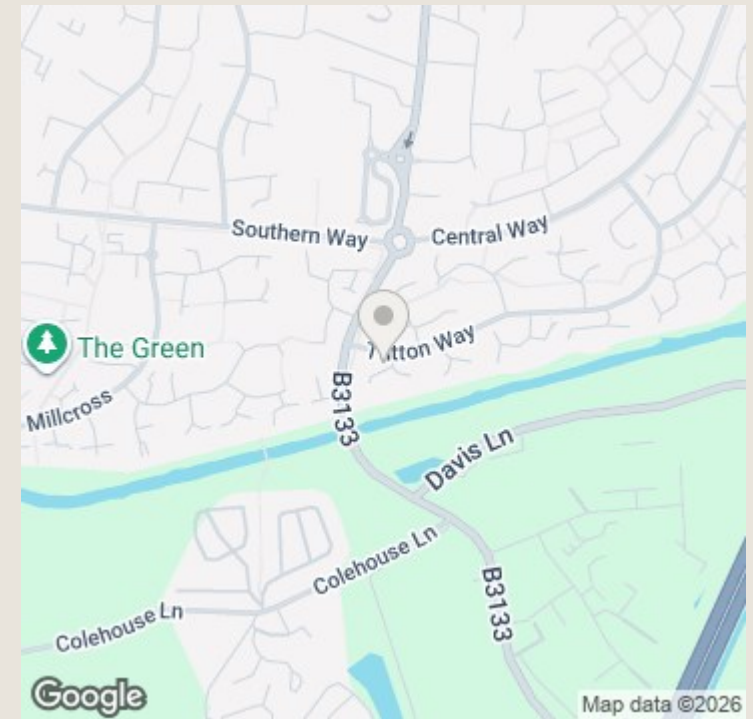 Southern Way
Central Way
The Green
Tutton Way
Millcross
B3133
Davis Ln
Colehouse Ln
Colehouse Ln
B3133
Google
Map data ©2026